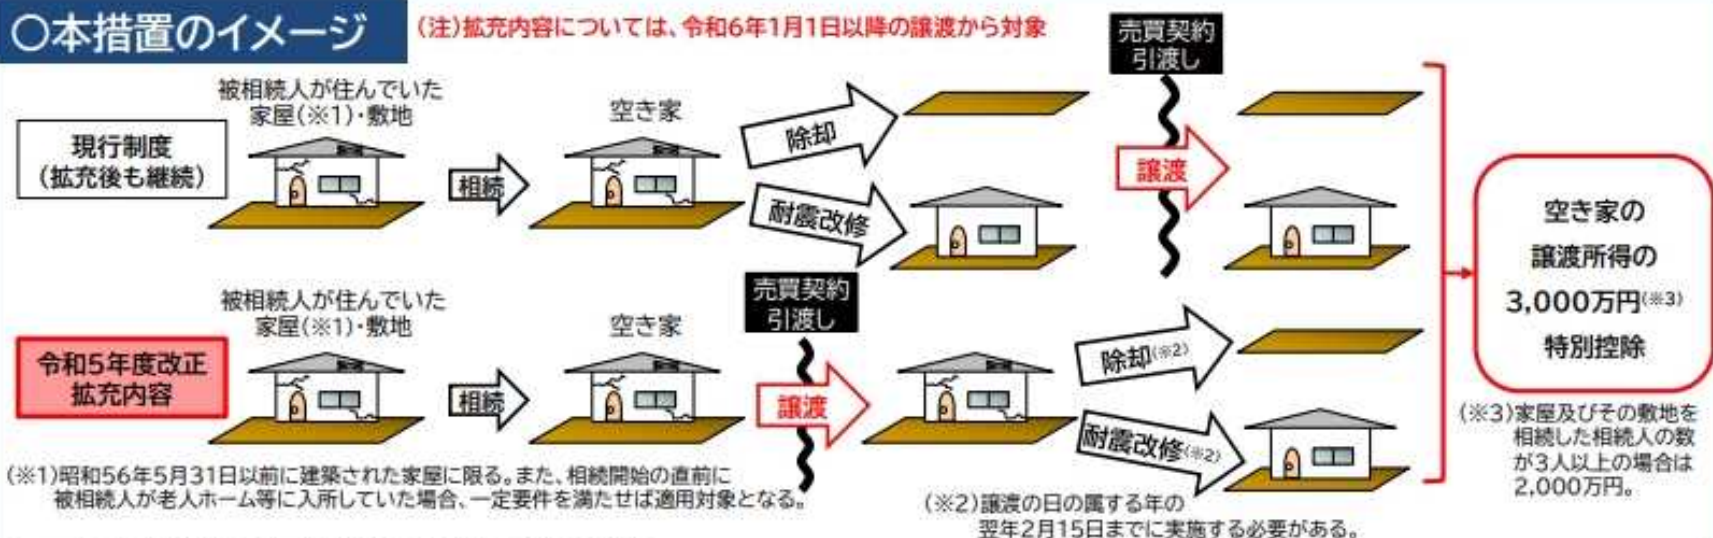 ○本措置のイメージ
(注)拡充内容については、令和6年1月1日以降の譲渡から対象
現行制度
(拡充後も継続)
被相続人が住んでいた
家屋(※1)・敷地
相続
空き家
除却
耐震改修
売買契約
引渡し
譲渡
令和5年度改正
拡充内容
被相続人が住んでいた
家屋(※1)・敷地
相続
空き家
売買契約
引渡し
譲渡
除却(※2)
耐震改修(※2)
空き家の
譲渡所得の
3,000万円(※3)
特別控除
(※3)家屋及びその敷地を
相続した相続人の数
が3人以上の場合は
2,000万円。
(※1)昭和56年5月31日以前に建築された家屋に限る。また、相続開始の直前に
被相続人が老人ホーム等に入所していた場合、一定要件を満たせば適用対象となる。
(※2)譲渡の日の属する年の
翌年2月15日までに実施する必要がある。